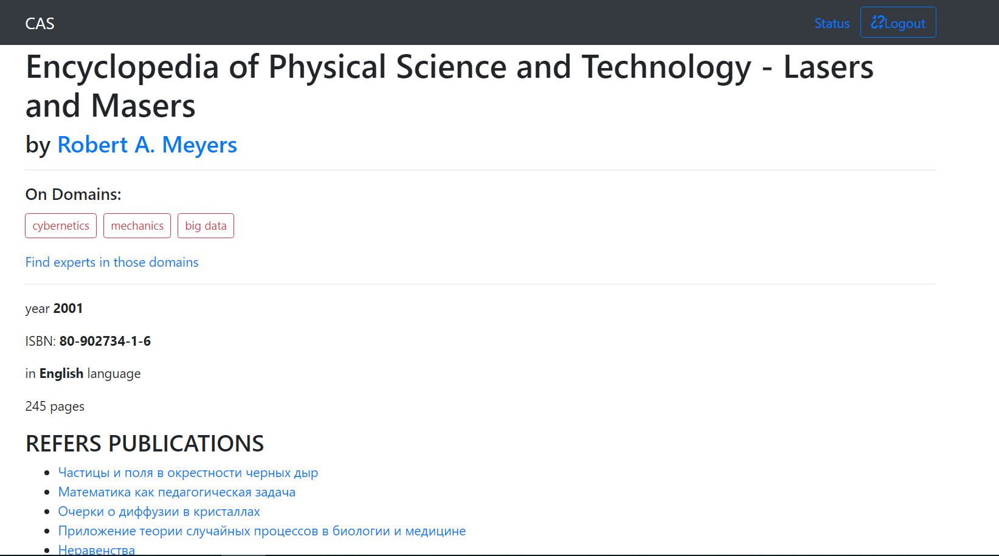 CAS
Status
Logout
Encyclopedia of Physical Science and Technology - Lasers
and Masers
by Robert A. Meyers
On Domains:
cybernetics
mechanics
big data
Find experts in those domains
year 2001
ISBN: 80-902734-1-6
in English language
245 pages
REFERS PUBLICATIONS
Частицы и поля в окрестности черных дыр
Математика как педагогическая задача
Очерки о диффузии в кристаллах
Приложение теории случайных процессов в биологии и медицине
Неравенства